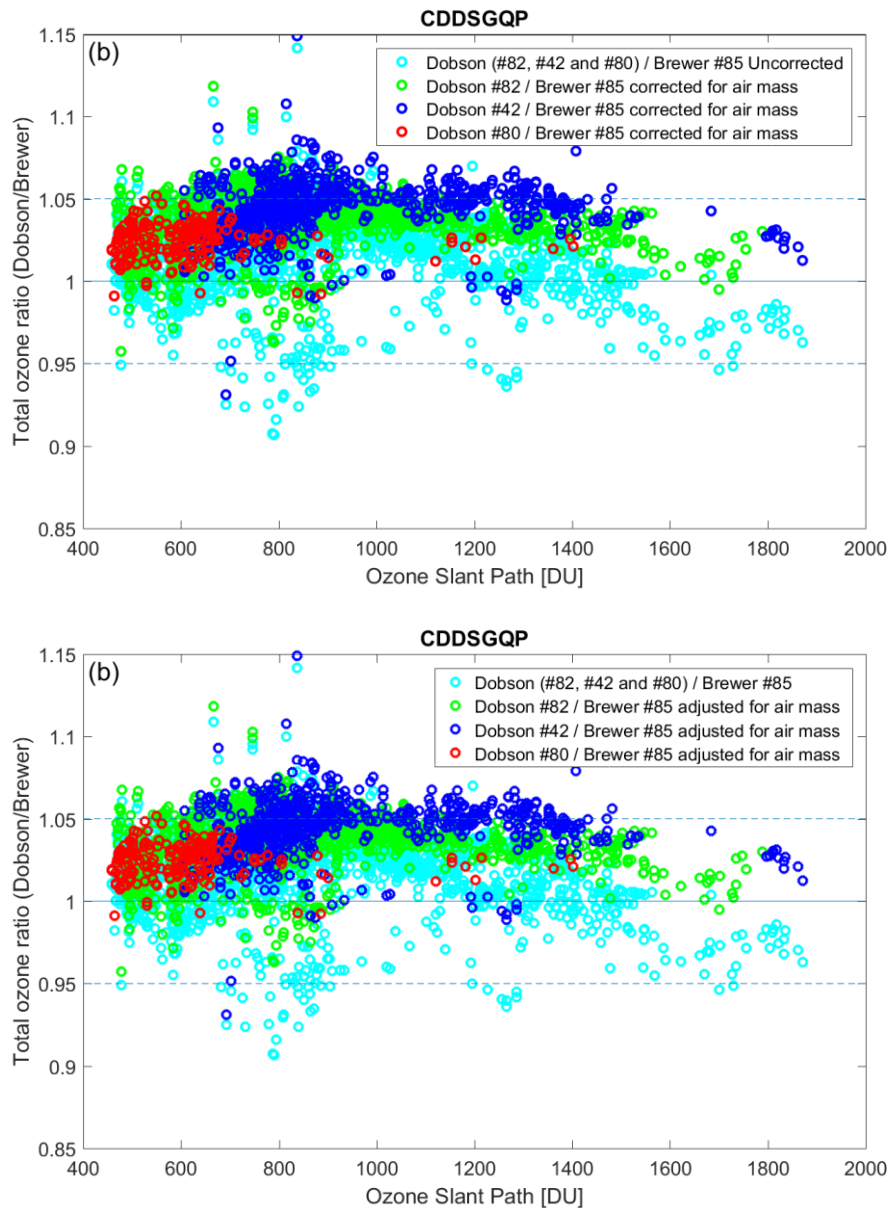 CDDSGQP
(b)
Dobson (#82, #42 and #80) / Brewer #85 Uncorrected
Dobson #82 / Brewer #85 corrected for air mass
Dobson #42 / Brewer #85 corrected for air mass
Dobson #80 / Brewer #85 corrected for air mass
Total ozone ratio (Dobson/Brewer)
1.15
1.1
1.05
1
0.95
0.9
0.85
400 600 800 1000 1200 1400 1600 1800 2000
Ozone Slant Path [DU]
CDDSGQP
(b)
Dobson (#82, #42 and #80) / Brewer #85
Dobson #82 / Brewer #85 adjusted for air mass
Dobson #42 / Brewer #85 adjusted for air mass
Dobson #80 / Brewer #85 adjusted for air mass
Total ozone ratio (Dobson/Brewer)
1.15
1.1
1.05
1
0.95
0.9
0.85
400 600 800 1000 1200 1400 1600 1800 2000
Ozone Slant Path [DU]